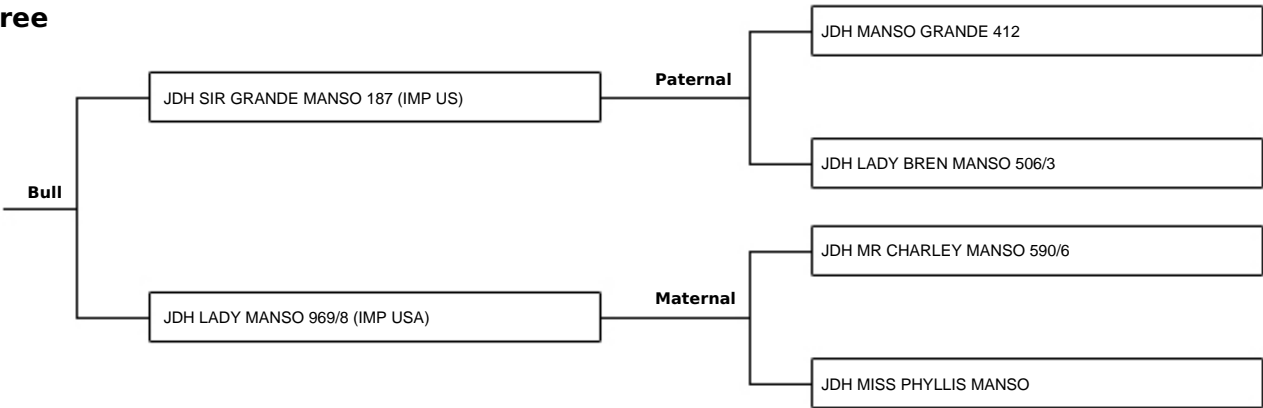 ree
JDH MANSO GRANDE 412
Paternal
JDH SIR GRANDE MANSO 187 (IMP US)
JDH LADY BREN MANSO 506/3
Bull
JDH MR CHARLEY MANSO 590/6
Maternal
JDH LADY MANSO 969/8 (IMP USA)
JDH MISS PHYLLIS MANSO